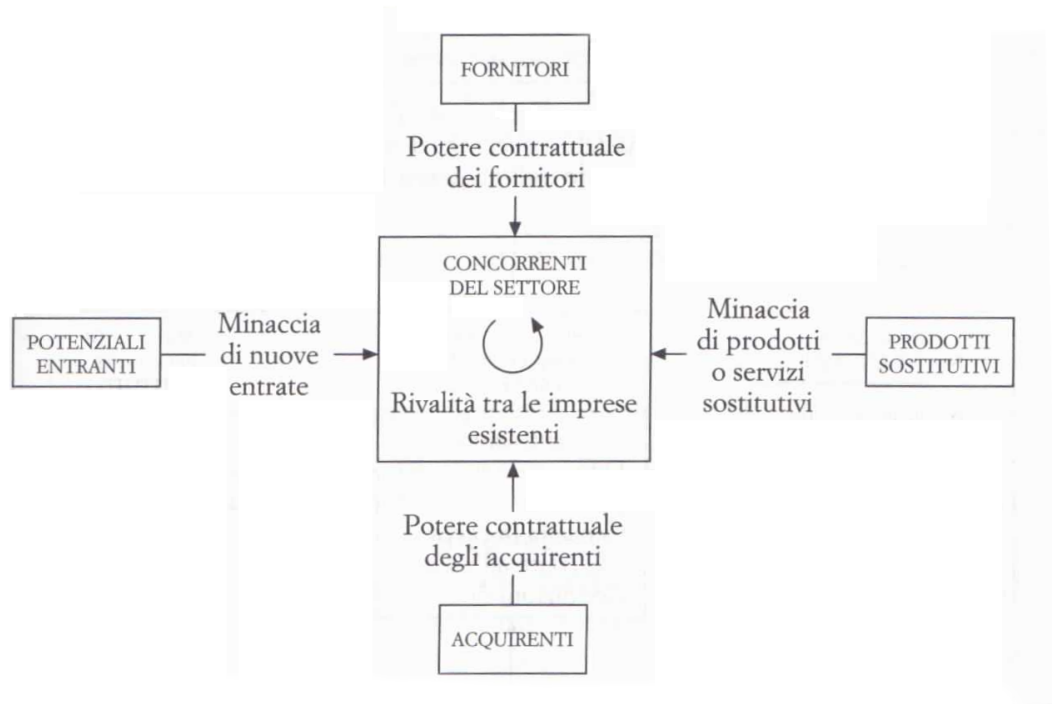 FORNITORI
Potere contrattuale
dei fornitori
CONCORRENTI
DEL SETTORE
Rivalità tra le imprese
esistenti
POTENZIALI
ENTRANTI
Minaccia
di nuove
entrate
Minaccia
di prodotti
o servizi
sostitutivi
PRODOTTI
SOSTITUTIVI
Potere contrattuale
degli acquirenti
ACQUIRENTI